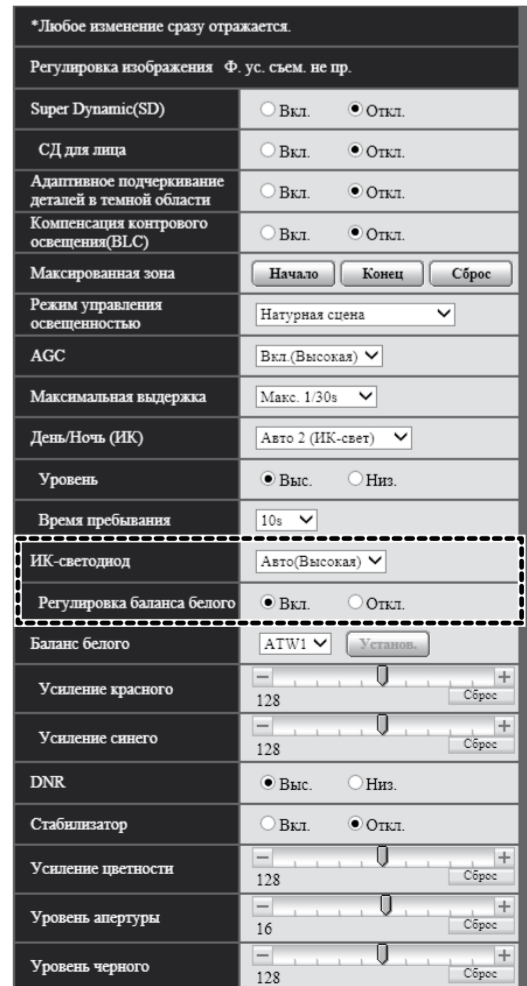 *Любое изменение сразу отражается.
Регулировка изображения Ф. ус. съем. не пр.
Super Dynamic(SD) Вкл. Откл.
СД для лица Вкл. Откл.
Адаптивное подчеркивание
деталей в темной области Вкл. Откл.
Компенсация контрового
освещения(BLC) Вкл. Откл.
Максированная зона Начало Конец Сброс
Режим управления
освещенностью Натурная сцена
AGC Вкл.(Высокая)
Максимальная выдержка Макс. 1/30s
День/Ночь (ИК) Авто 2 (ИК-свет)
Уровень Выс. Низ.
Время пребывания 10s
ИК-светодиод Авто(Высокая)
Регулировка баланса белого Вкл. Откл.
Баланс белого ATW1 Установ.
Усиление красного 128 Сброс
Усиление синего 128 Сброс
DNR Выс. Низ.
Стабилизатор Вкл. Откл.
Усиление цветности 128 Сброс
Уровень апертуры 16 Сброс
Уровень черного 128 Сброс